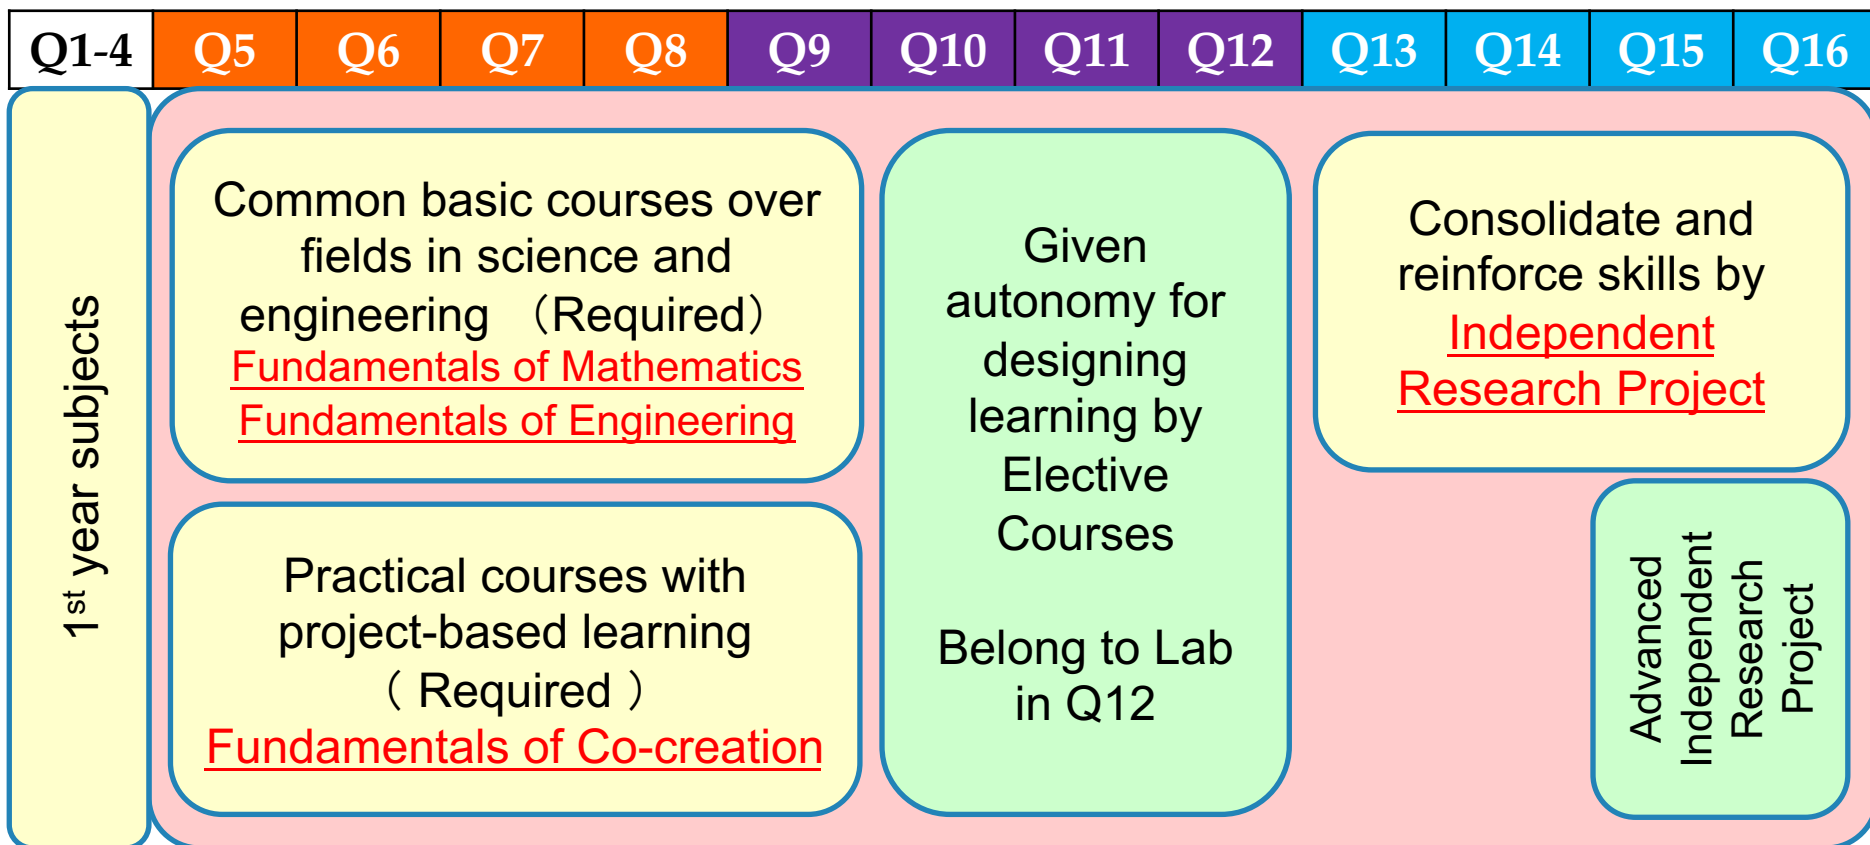 Q1-4 Q5 Q6 Q7 Q8 Q9 Q10 Q11 Q12 Q13 Q14 Q15 Q16
1st year subjects
Common basic courses over
fields in science and
engineering （Required）
Fundamentals of Mathematics
Fundamentals of Engineering
Practical courses with
project-based learning
（ Required ）
Fundamentals of Co-creation
Given
autonomy for
designing
learning by
Elective
Courses
Belong to Lab
in Q12
Consolidate and
reinforce skills by
Independent
Research Project
Advanced
Independent
Research
Project